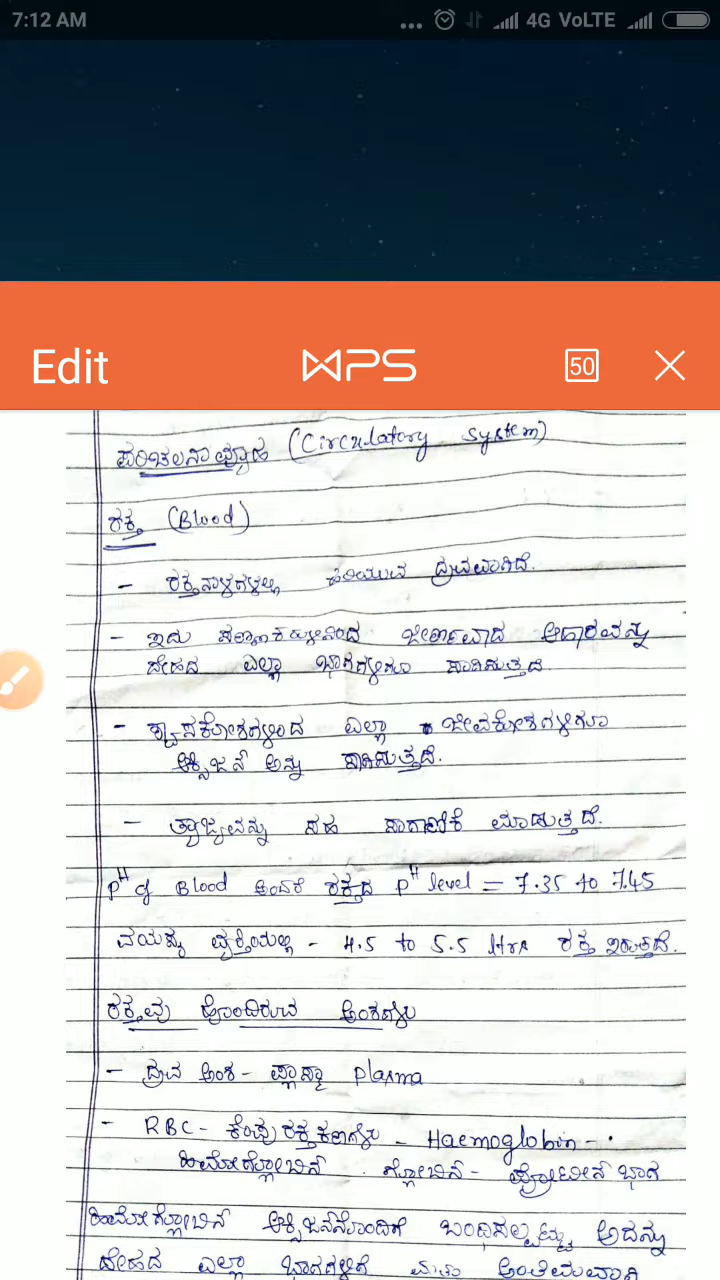 7:12 AM ... 4G VoLTE
Edit WPS 50
ಪರಿಚಲನಾವ್ಯೂಹ (Circulatory System)
ರಕ್ತ (Blood)
- ರಕ್ತನಾಳಗಳಲ್ಲಿ ಹರಿಯುವ ದ್ರವವಾಗಿದೆ.
- ಇದು ಕರುಳಿನಿಂದ ಜೀರ್ಣವಾದ ಆಹಾರವನ್ನು
ದೇಹದ ಎಲ್ಲಾ ಭಾಗಗಳಿಗೂ ಸಾಗಿಸುತ್ತದೆ.
- ಶ್ವಾಸಕೋಶಗಳಿಂದ ಎಲ್ಲಾ ಜೀವಕೋಶಗಳಿಗೂ
ಆಕ್ಸಿಜನ್ ಅನ್ನು ಸಾಗಿಸುತ್ತದೆ.
- ತ್ಯಾಜ್ಯವನ್ನು ಸಹ ಸಾಗಾಣಿಕೆ ಮಾಡುತ್ತದೆ.
pH of Blood ಅಂದರೆ ರಕ್ತದ pH level = 7.35 to 7.45
ವಯಸ್ಕ ವ್ಯಕ್ತಿಯಲ್ಲಿ - 4.5 to 5.5 ltrs ರಕ್ತ ಇರುತ್ತದೆ.
ರಕ್ತವು ಹೊಂದಿರುವ ಅಂಶಗಳು
- ದ್ರವ ಅಂಶ - ಪ್ಲಾಸ್ಮಾ Plasma
- RBC - ಕೆಂಪು ರಕ್ತಕಣಗಳು - Haemoglobin -
ಹಿಮೋಗ್ಲೋಬಿನ್ ಗ್ಲೋಬಿನ್ - ಪ್ರೋಟೀನ್ ಭಾಗ
ಹಿಮೋಗ್ಲೋಬಿನ್ ಆಕ್ಸಿಜನ್‌ನೊಂದಿಗೆ ಬಂಧಿಸಲ್ಪಟ್ಟು ಅದನ್ನು
ದೇಹದ ಎಲ್ಲಾ ಭಾಗಗಳಿಗೆ ಅಂತಿಮವಾಗಿ